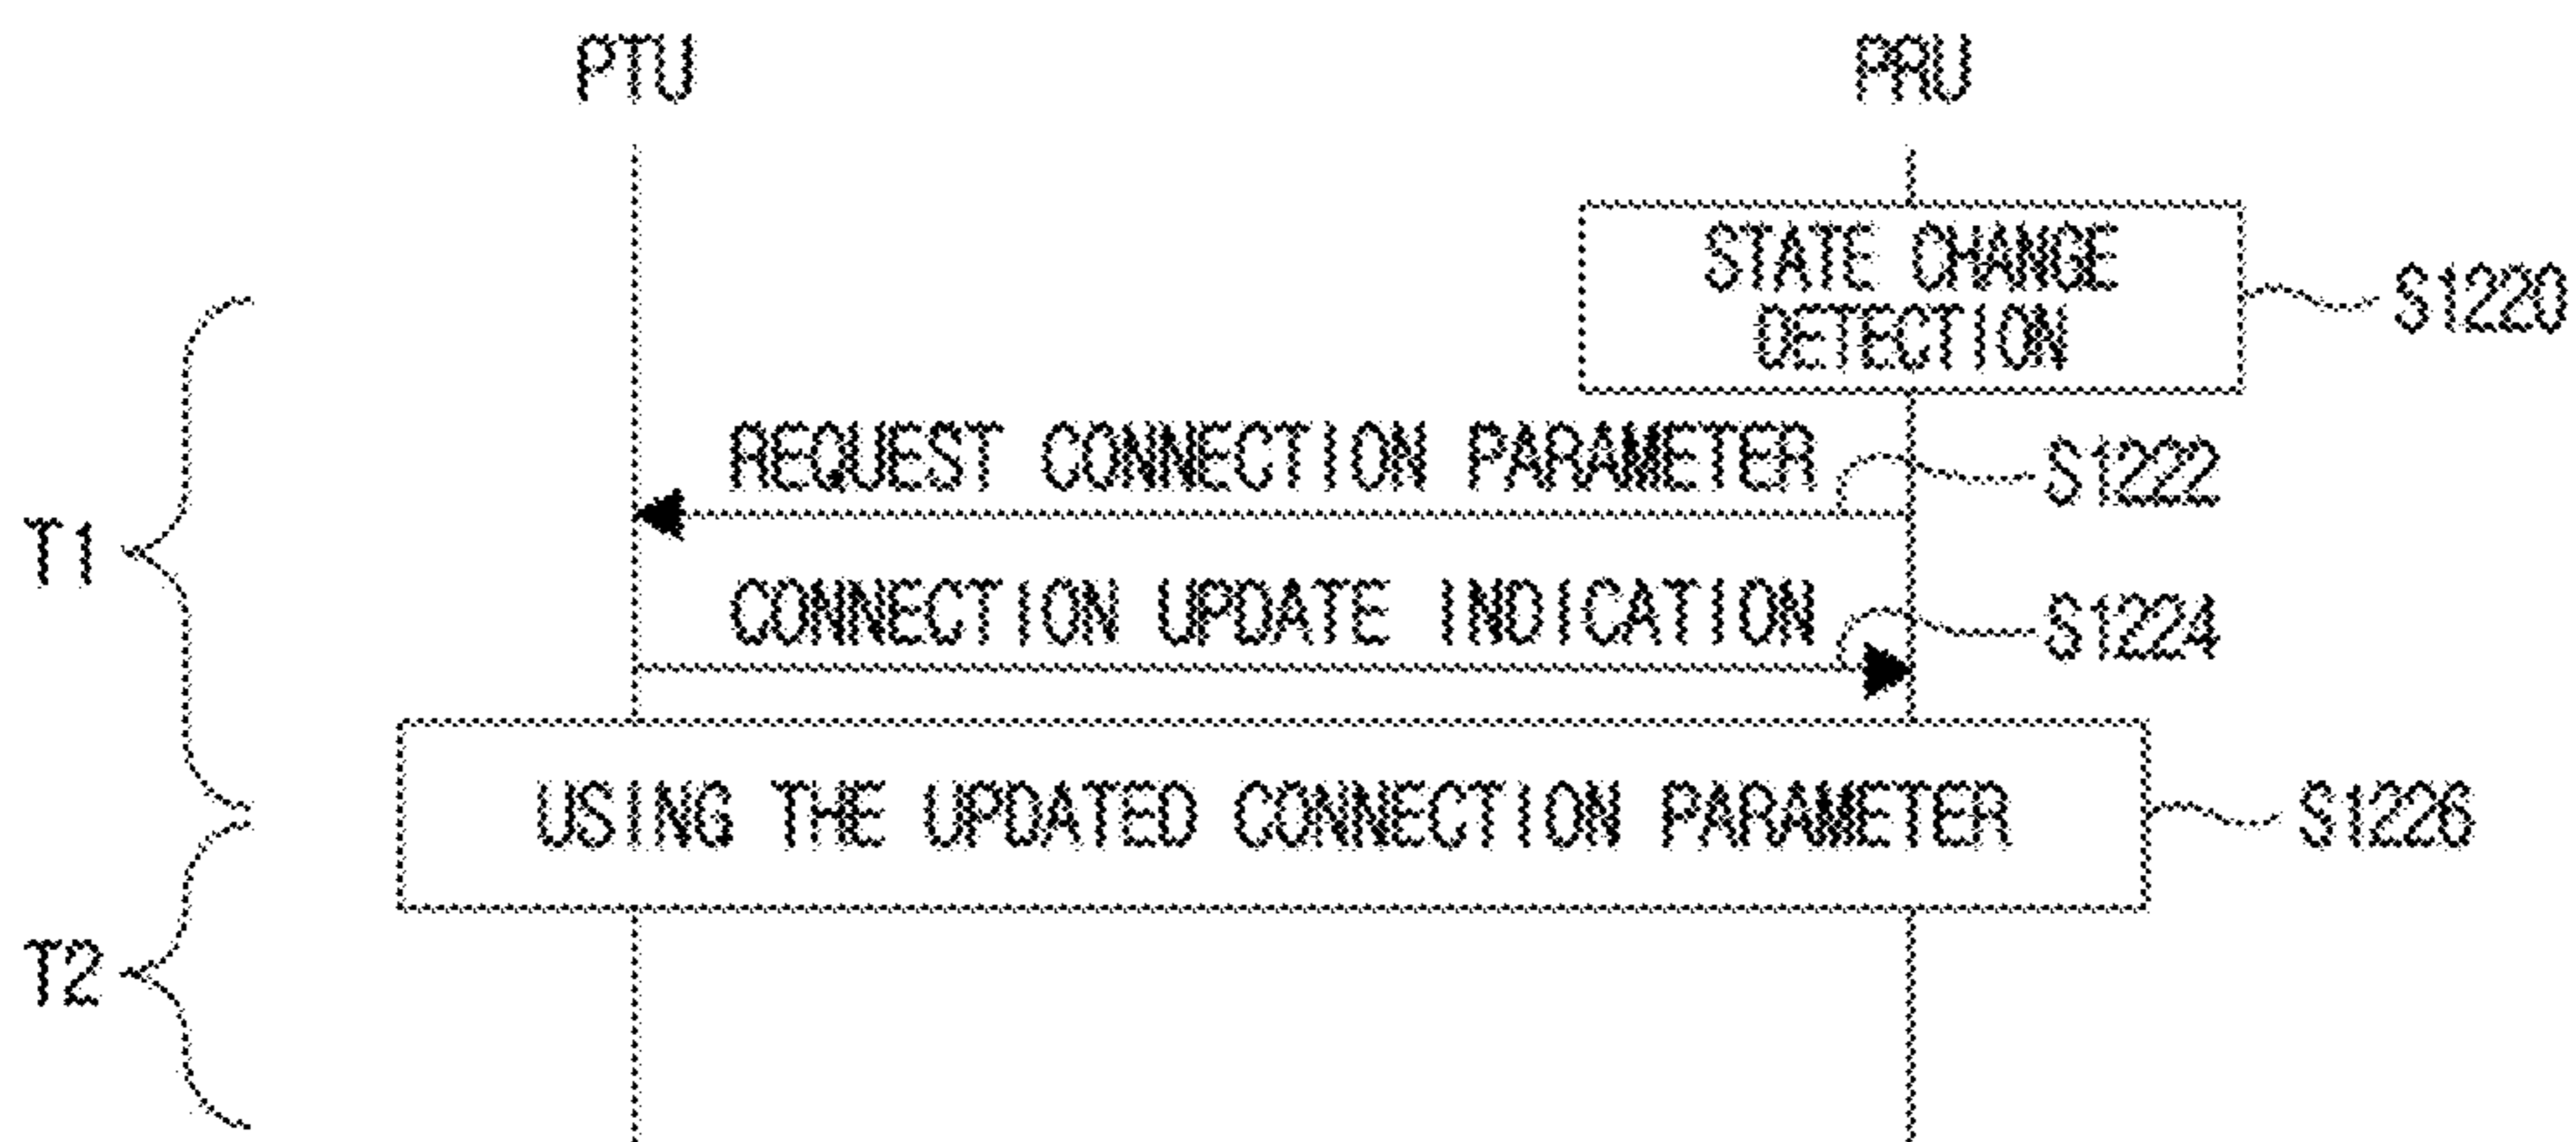 PTU
PRU
STATE CHANGE
DETECTION
S1220
REQUEST CONNECTION PARAMETER
S1222
T1
CONNECTION UPDATE INDICATION
S1224
USING THE UPDATED CONNECTION PARAMETER
S1226
T2